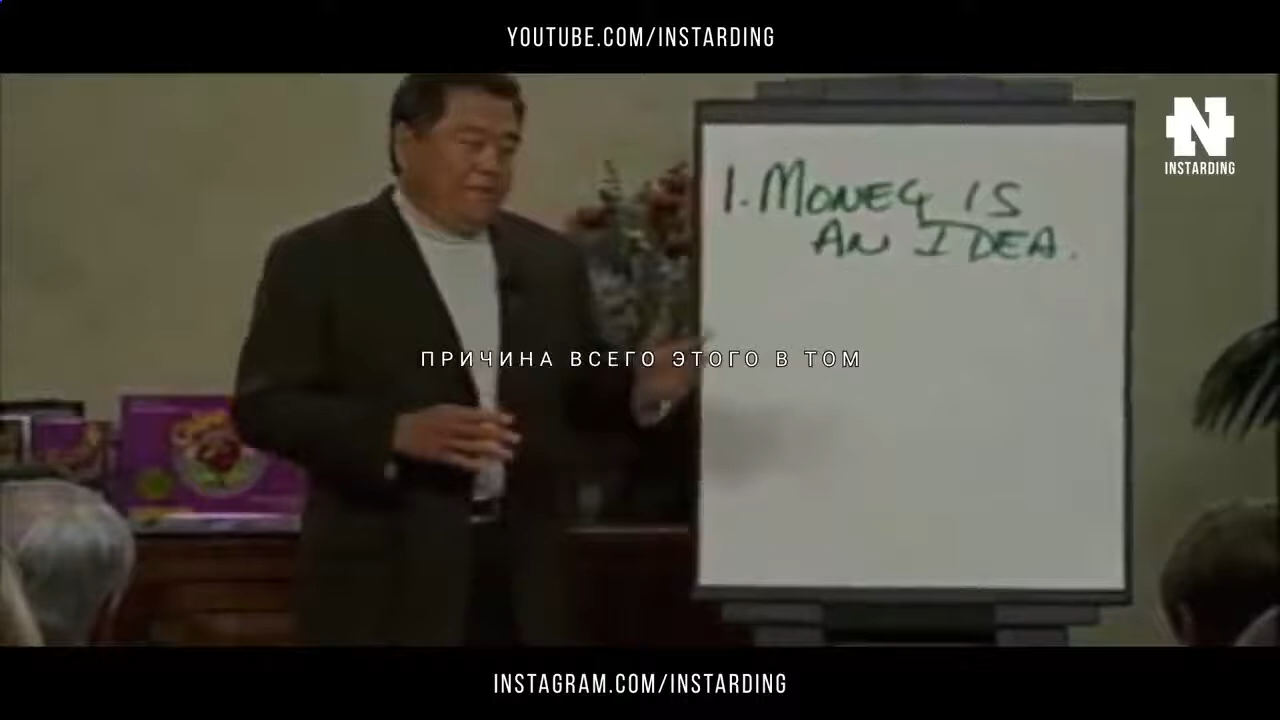 YOUTUBE.COM/INSTARDING
N
INSTARDING
1. MONEY IS
AN IDEA.
ПРИЧИНА ВСЕГО ЭТОГО В ТОМ
INSTAGRAM.COM/INSTARDING